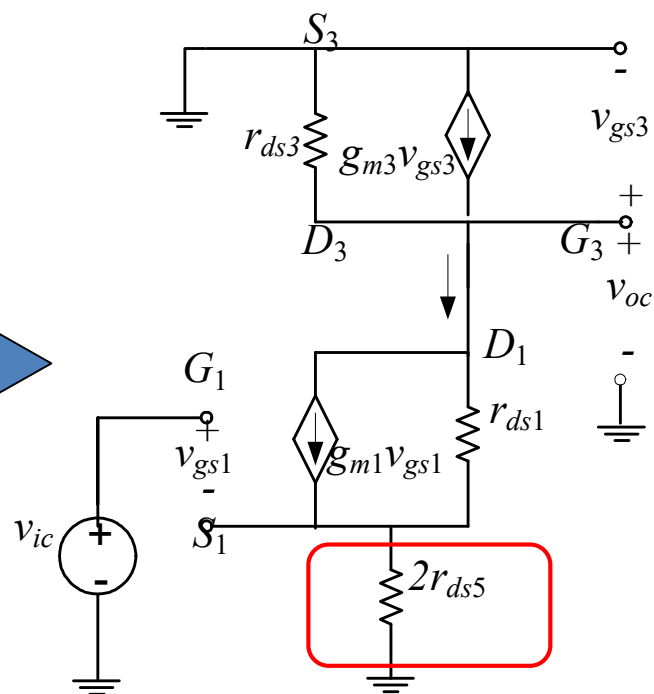 S3
-
rds3
gm3vgs3
vgs3
+
D3
G3
+
voc
-
D1
G1
+
vgs1
-
gm1vgs1
rds1
S1
vic
+
-
2rds5